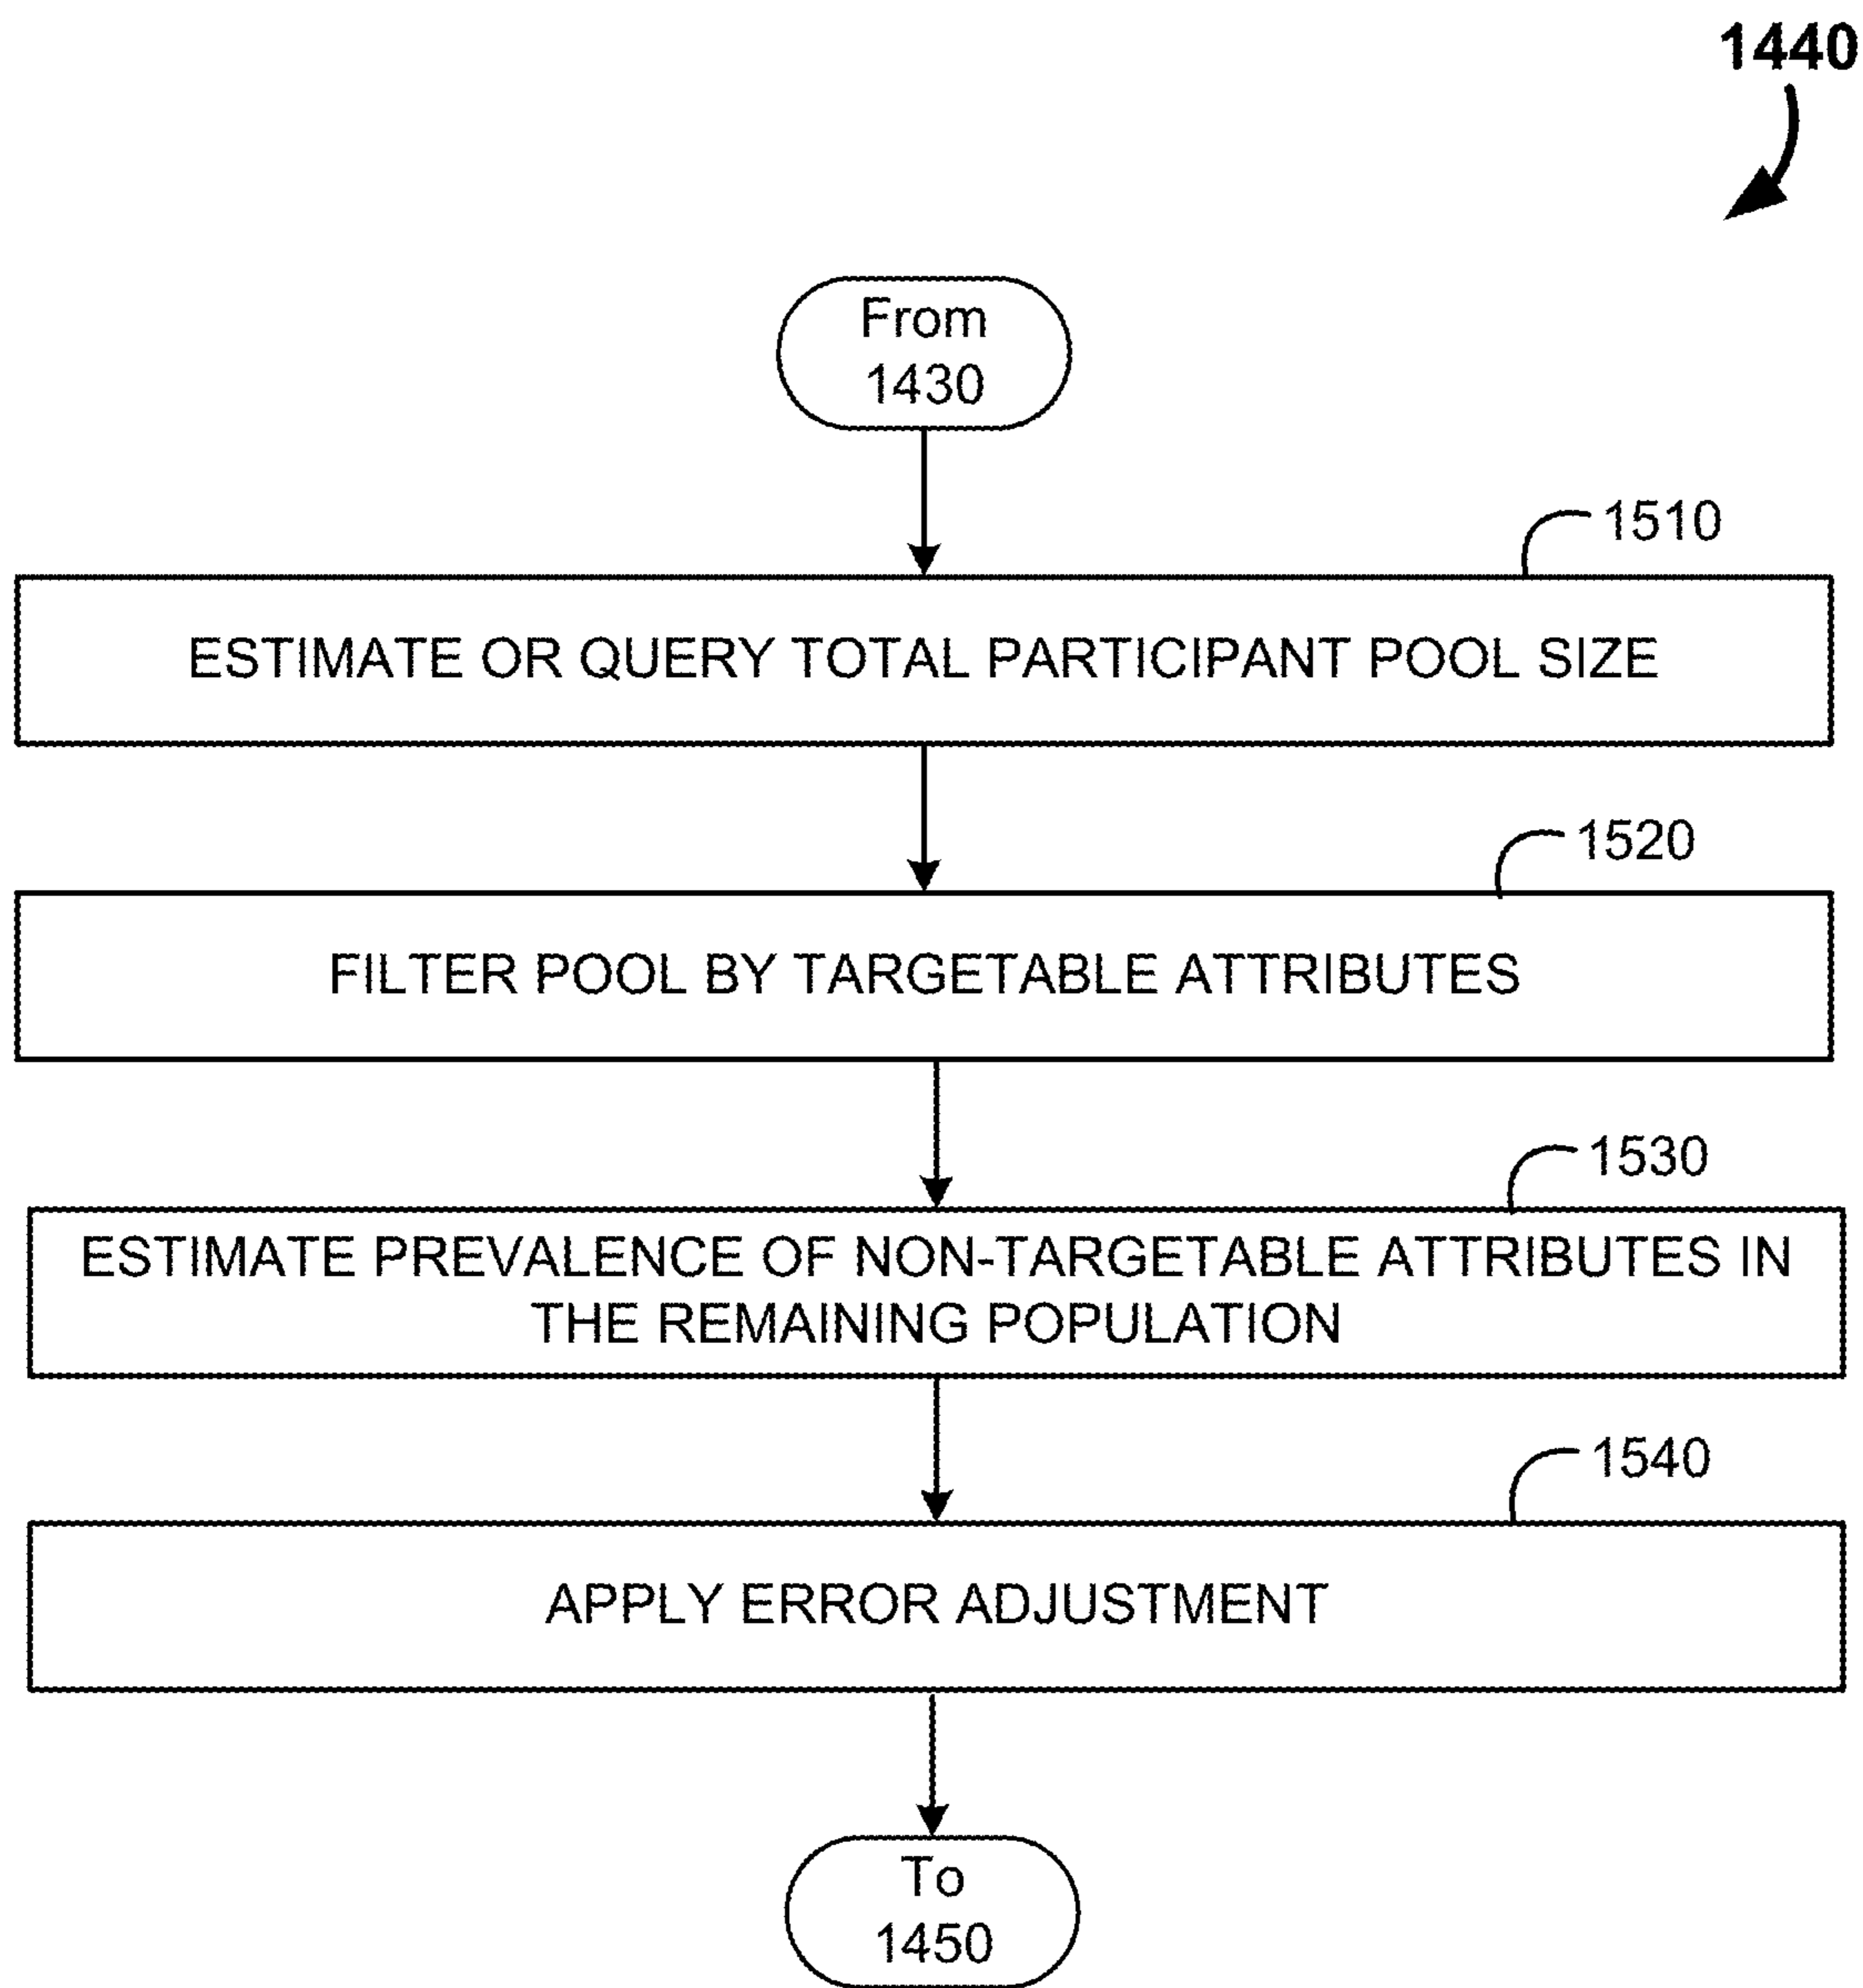 1440
From
1430
1510
ESTIMATE OR QUERY TOTAL PARTICIPANT POOL SIZE
1520
FILTER POOL BY TARGETABLE ATTRIBUTES
1530
ESTIMATE PREVALENCE OF NON-TARGETABLE ATTRIBUTES IN
THE REMAINING POPULATION
1540
APPLY ERROR ADJUSTMENT
To
1450